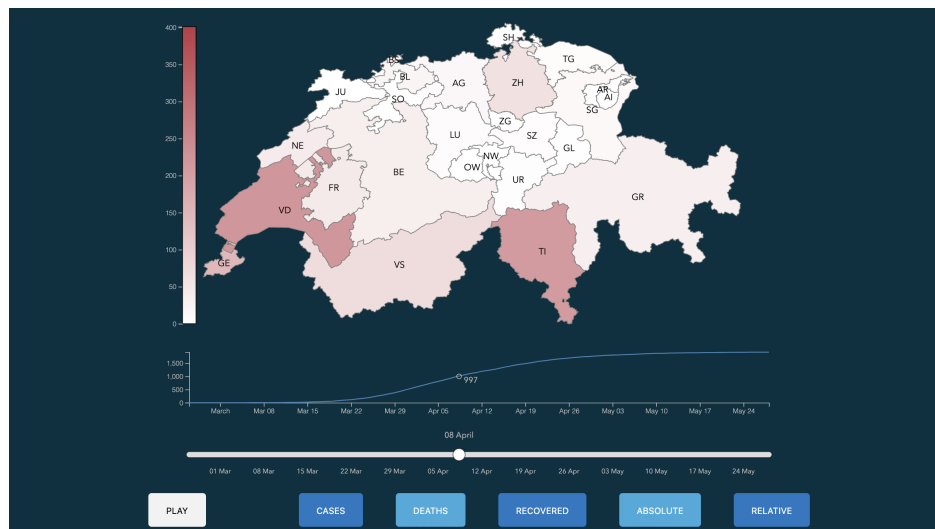 400
350
300
250
200
150
100
50
0
SH
BS
BL
TG
JU
AG
ZH
SO
AR
AI
SG
ZG
LU
SZ
NE
NW
GL
OW
BE
UR
FR
GR
VD
TI
GE
VS
1,500
1,000
500
0
997
March Mar 08 Mar 15 Mar 22 Mar 29 Apr 05 Apr 12 Apr 19 Apr 26 May 03 May 10 May 17 May 24
08 April
01 Mar 08 Mar 15 Mar 22 Mar 29 Mar 05 Apr 12 Apr 19 Apr 26 Apr 03 May 10 May 17 May 24 May
PLAY CASES DEATHS RECOVERED ABSOLUTE RELATIVE